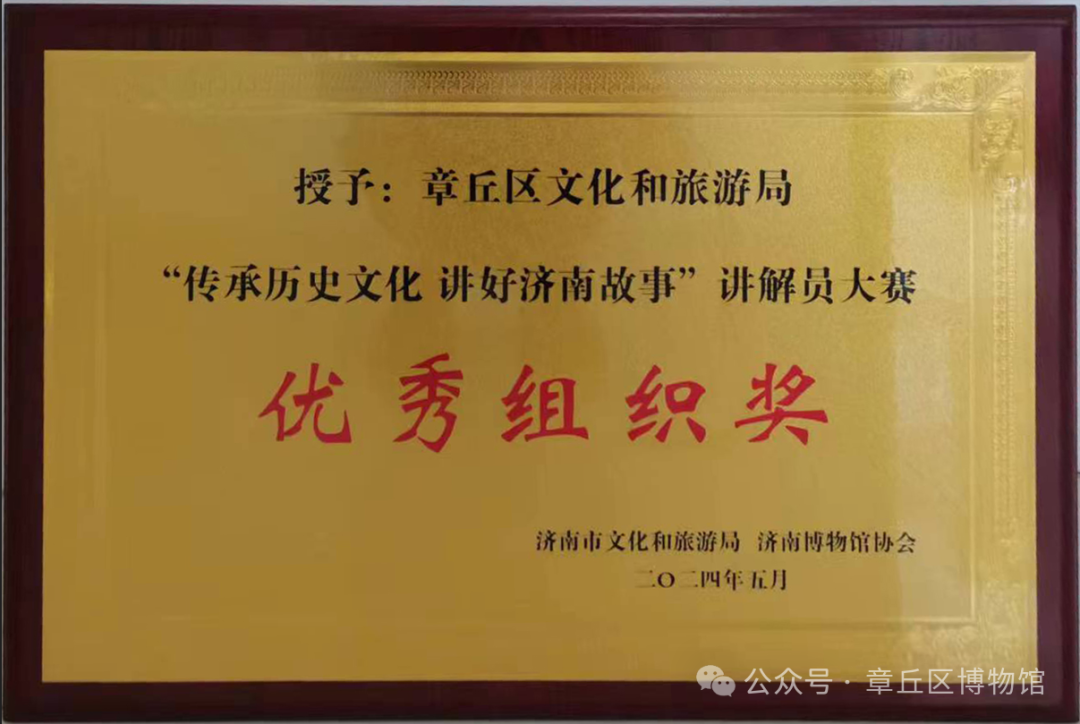 授予：章丘区文化和旅游局
“传承历史文化 讲好济南故事”讲解员大赛
优秀组织奖
济南市文化和旅游局 济南博物馆协会
二〇二四年五月
公众号·章丘区博物馆